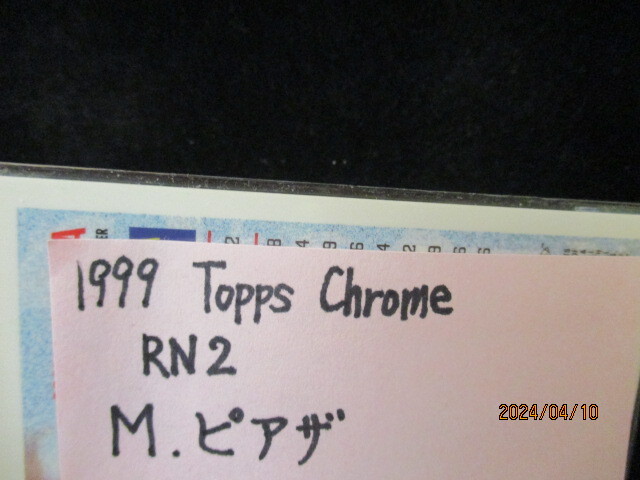 1999 Topps Chrome
RN2
M.ピアザ
2024/04/10